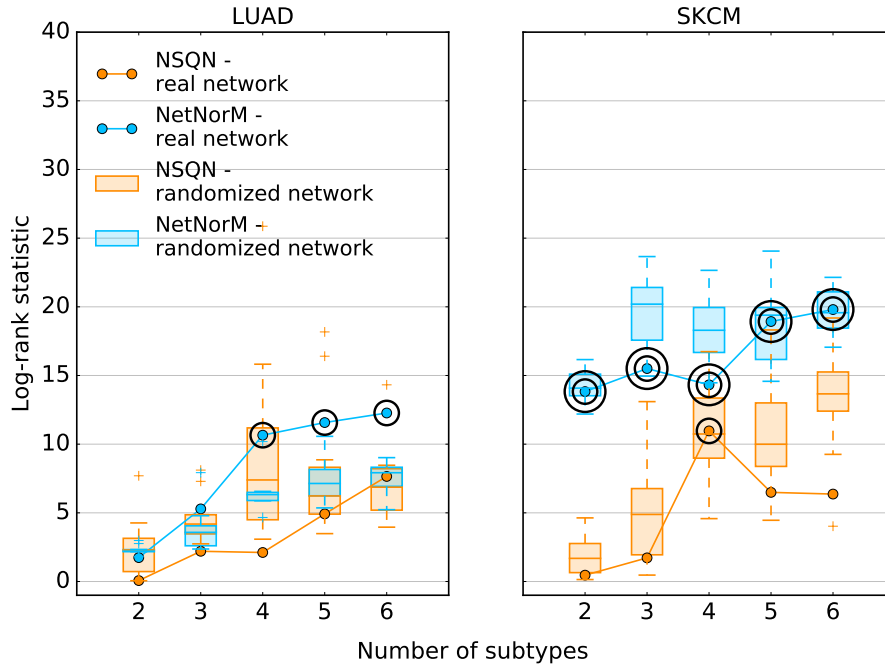 LUAD
SKCM
40
35
30
25
20
15
10
5
0
Log-rank statistic
NSQN -
real network
NetNorM -
real network
NSQN -
randomized network
NetNorM -
randomized network
2 3 4 5 6
2 3 4 5 6
Number of subtypes